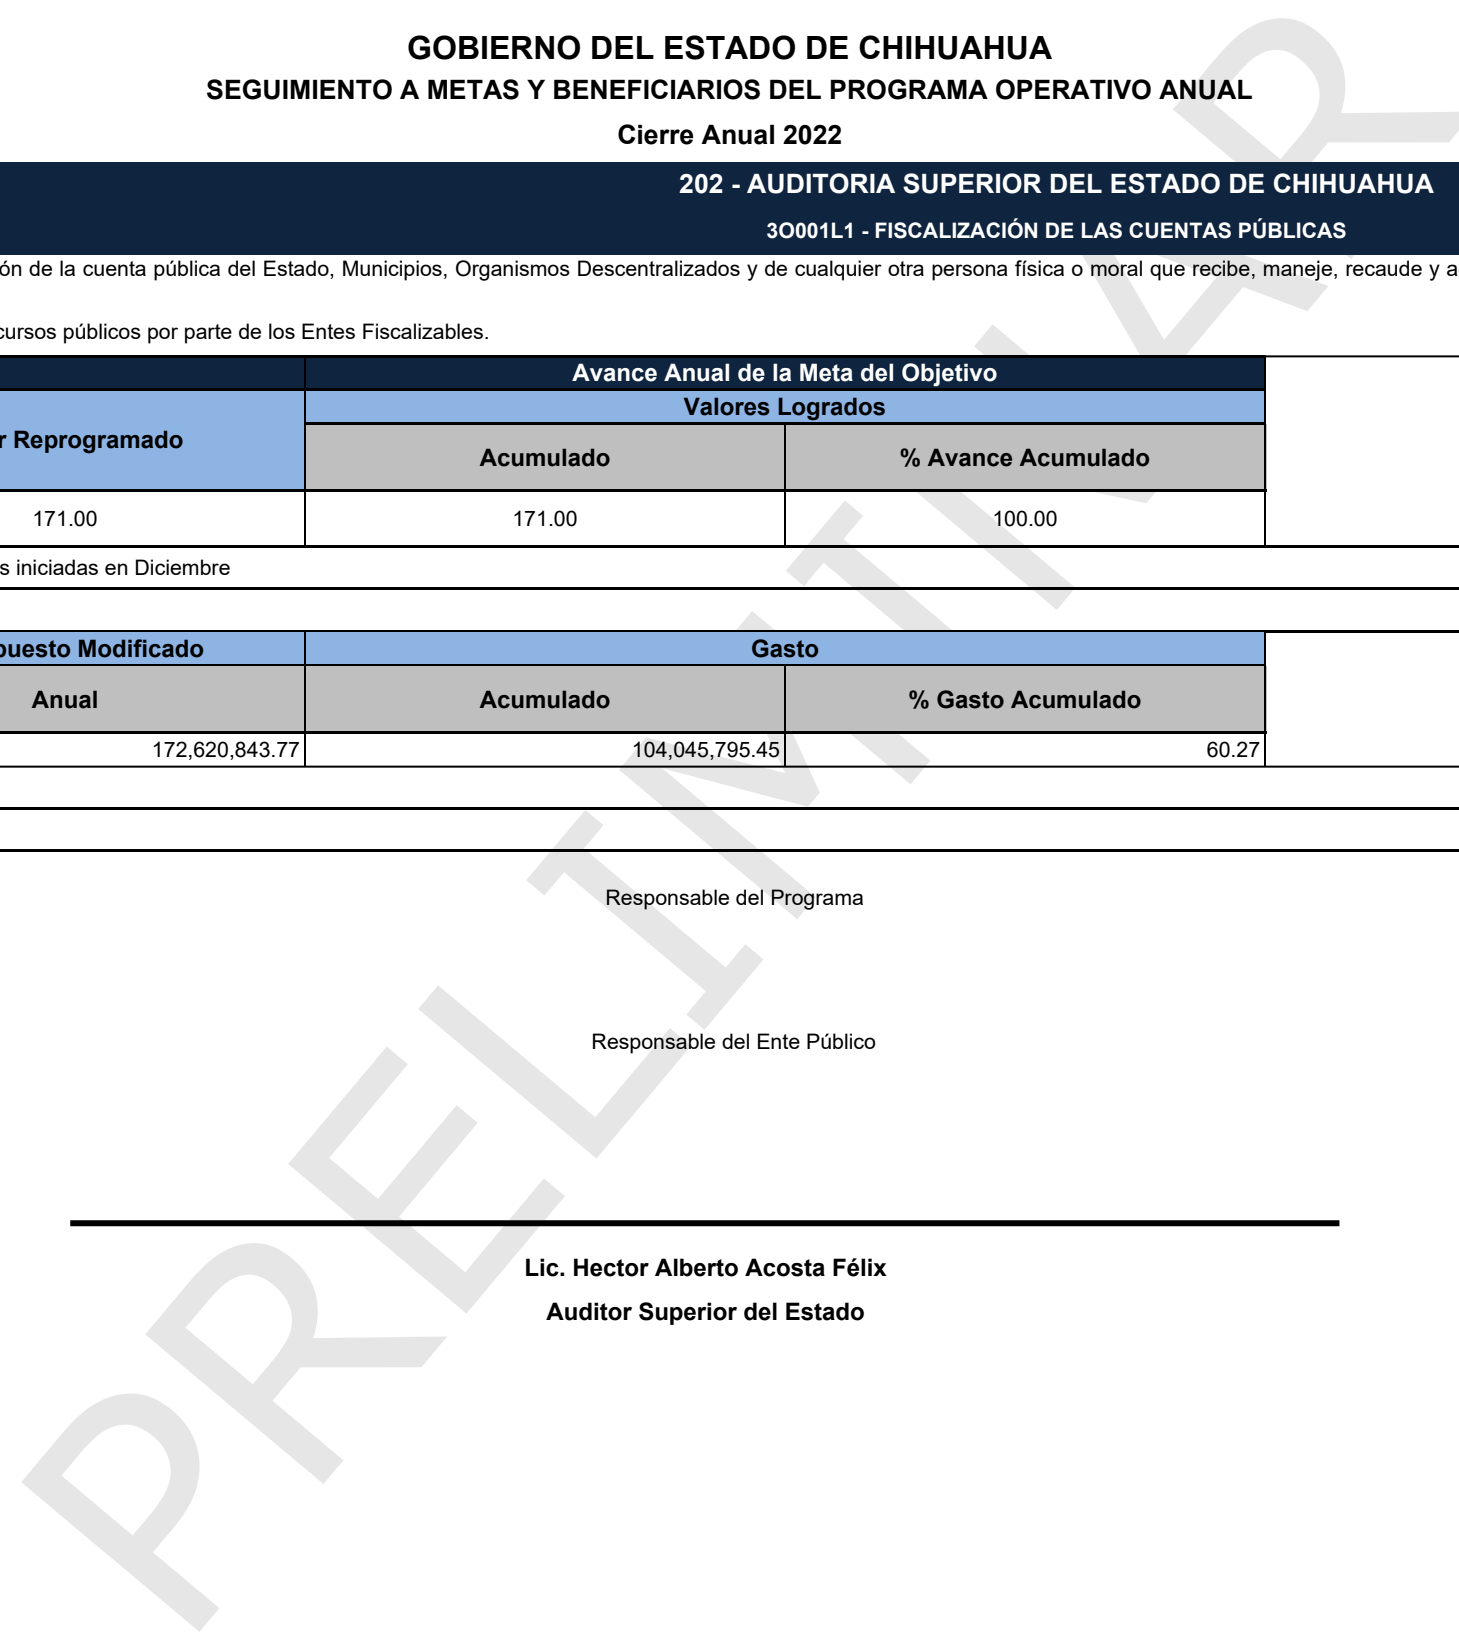 GOBIERNO DEL ESTADO DE CHIHUAHUA
SEGUIMIENTO A METAS Y BENEFICIARIOS DEL PROGRAMA OPERATIVO ANUAL
Cierre Anual 2022
202 - AUDITORIA SUPERIOR DEL ESTADO DE CHIHUAHUA
3O001L1 - FISCALIZACIÓN DE LAS CUENTAS PÚBLICAS
ón de la cuenta pública del Estado, Municipios, Organismos Descentralizados y de cualquier otra persona física o moral que recibe, maneje, recaude y a
cursos públicos por parte de los Entes Fiscalizables.
Avance Anual de la Meta del Objetivo
Valores Logrados
r Reprogramado
Acumulado % Avance Acumulado
171.00 171.00 100.00
s iniciadas en Diciembre
puesto Modificado Gasto
Anual Acumulado % Gasto Acumulado
172,620,843.77 104,045,795.45 60.27
Responsable del Programa
Responsable del Ente Público
Lic. Hector Alberto Acosta Félix
Auditor Superior del Estado
PRELIMINAR